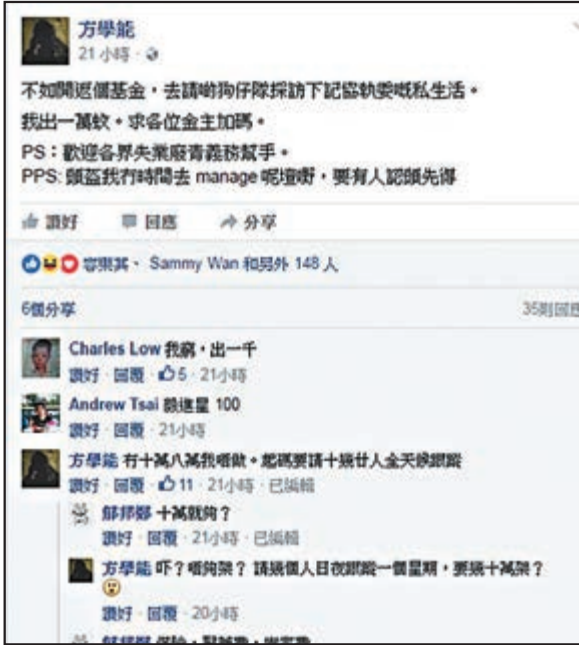 方學能
21 小時 ·
不如開返個基金，去請啲狗仔隊採訪下記協執委嘅私生活。
我出一萬蚊。求各位金主加碼。
PS：歡迎各界失業廢青義務幫手。
PPS: 頭盔我冇時間去 manage 呢壇嘢，要有人認頭先得
讚好 回應 分享
Sammy Wan 和另外 148 人
6個分享 35則回應
Charles Low 我窮，出一千
讚好 · 回覆 · 5 · 21小時
Andrew Tsai 毅進星 100
讚好 · 回覆 · 21小時
方學能 冇十萬八萬我唔做。起碼要請十幾廿人全天候跟蹤
讚好 · 回覆 · 11 · 21小時 · 已編輯
十萬就夠？
讚好 · 回覆 · 21小時 · 已編輯
方學能 吓？唔夠架？ 請幾個人日夜跟蹤一個星期，要幾十萬架？
讚好 · 回覆 · 20小時